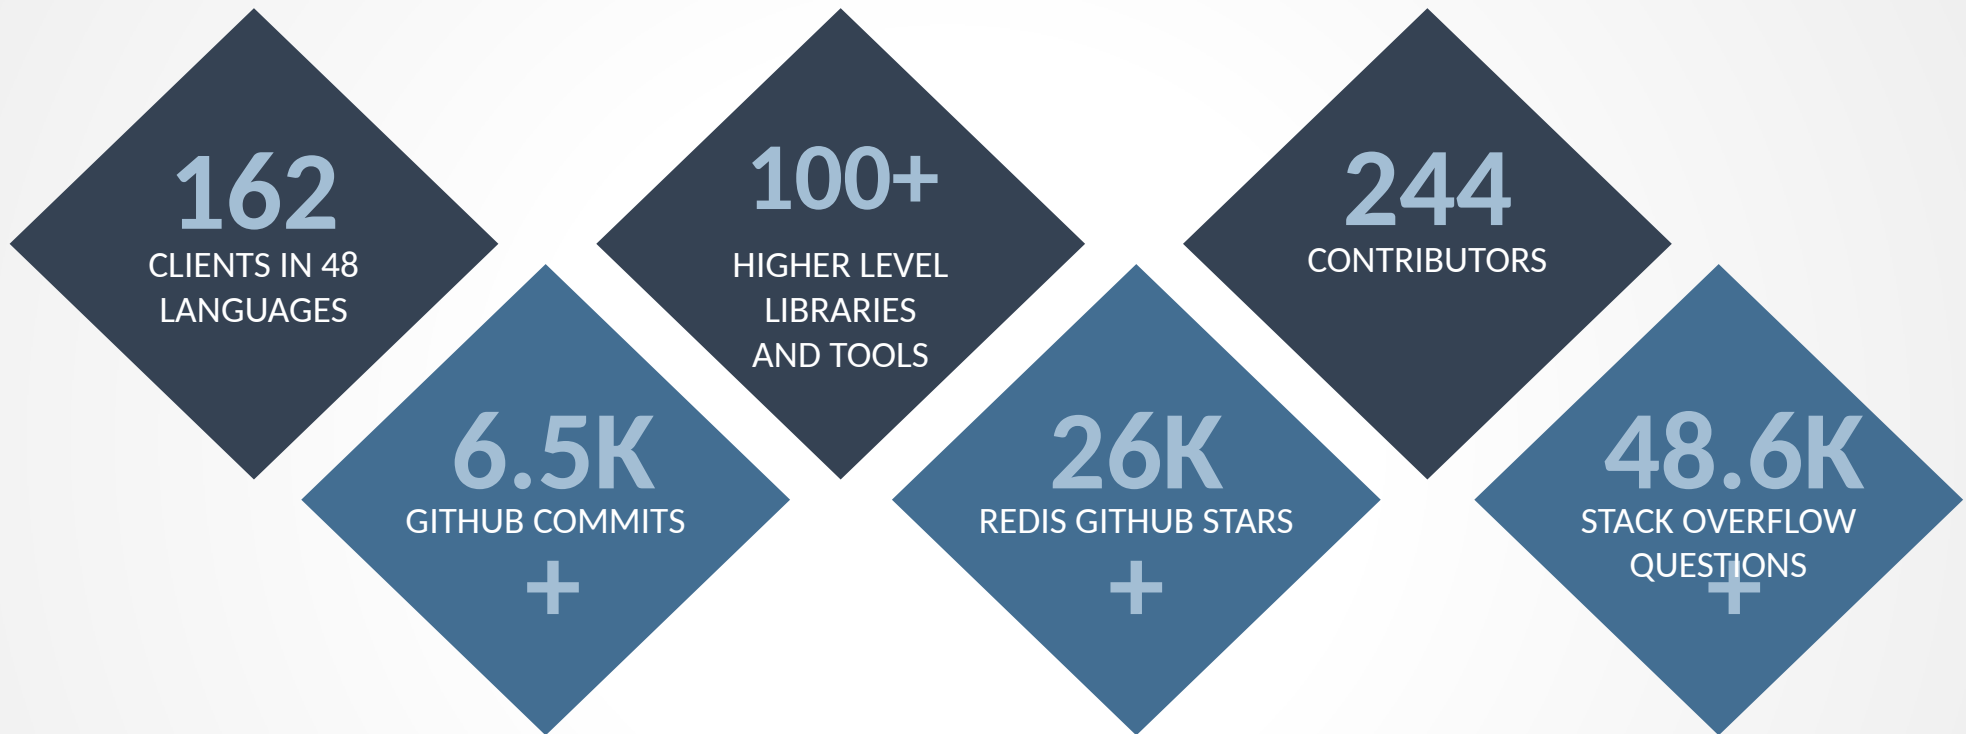 162
CLIENTS IN 48
LANGUAGES
6.5K
GITHUB COMMITS
+
100+
HIGHER LEVEL
LIBRARIES
AND TOOLS
26K
REDIS GITHUB STARS
+
244
CONTRIBUTORS
48.6K
STACK OVERFLOW
QUESTIONS
+